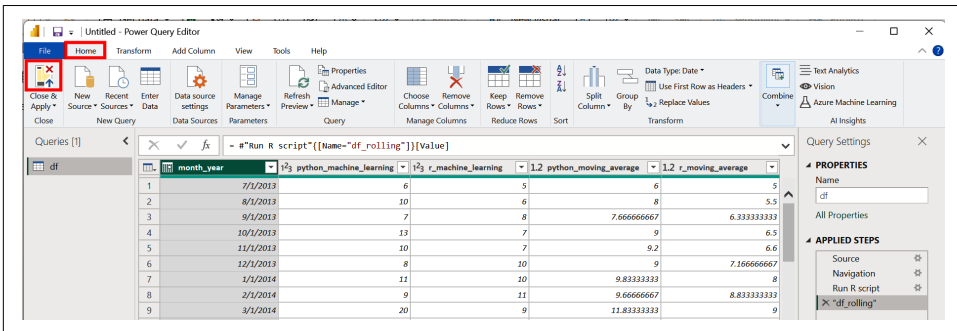 Untitled - Power Query Editor
File Home Transform Add Column View Tools Help
Close & Apply
New Source
Recent Sources
Enter Data
Data source settings
Manage Parameters
Refresh Preview
Properties
Advanced Editor
Manage
Choose Columns
Remove Columns
Keep Rows
Remove Rows
Split Column
Group By
Data Type: Date
Use First Row as Headers
Replace Values
Combine
Text Analytics
Vision
Azure Machine Learning
Close New Query Data Sources Parameters Query Manage Columns Reduce Rows Sort Transform AI Insights
Queries [1]
df
fx = #"Run R script"{[Name="df_rolling"]}[Value]
month_year 123 python_machine_learning 123 r_machine_learning 1.2 python_moving_average 1.2 r_moving_average
1 7/1/2013 6 5 6 5
2 8/1/2013 10 6 8 5.5
3 9/1/2013 7 8 7.666666667 6.333333333
4 10/1/2013 13 7 9 6.5
5 11/1/2013 10 7 9.2 6.6
6 12/1/2013 8 10 9 7.166666667
7 1/1/2014 11 10 9.83333333 8
8 2/1/2014 9 11 9.66666667 8.833333333
9 3/1/2014 20 9 11.83333333 9
Query Settings
PROPERTIES
Name
df
All Properties
APPLIED STEPS
Source
Navigation
Run R script
"df_rolling"